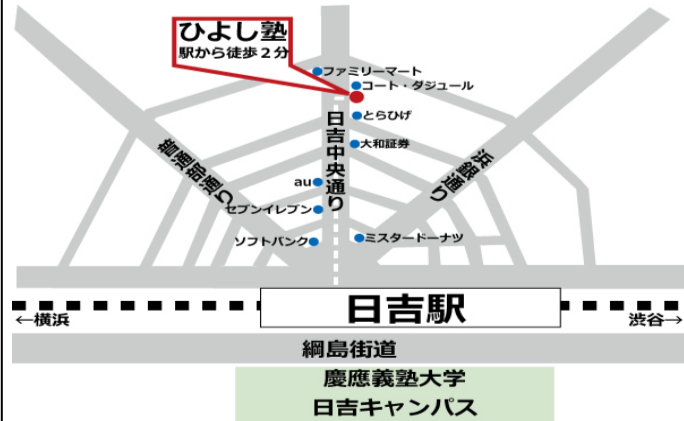 ひよし塾
駅から徒歩２分
ファミリーマート
コート・ダジュール
とらひげ
大和証券
日吉中央通り
普通部通り
浜銀通り
au
セブンイレブン
ソフトバンク
ミスタードーナツ
日吉駅
←横浜
渋谷→
綱島街道
慶應義塾大学
日吉キャンパス